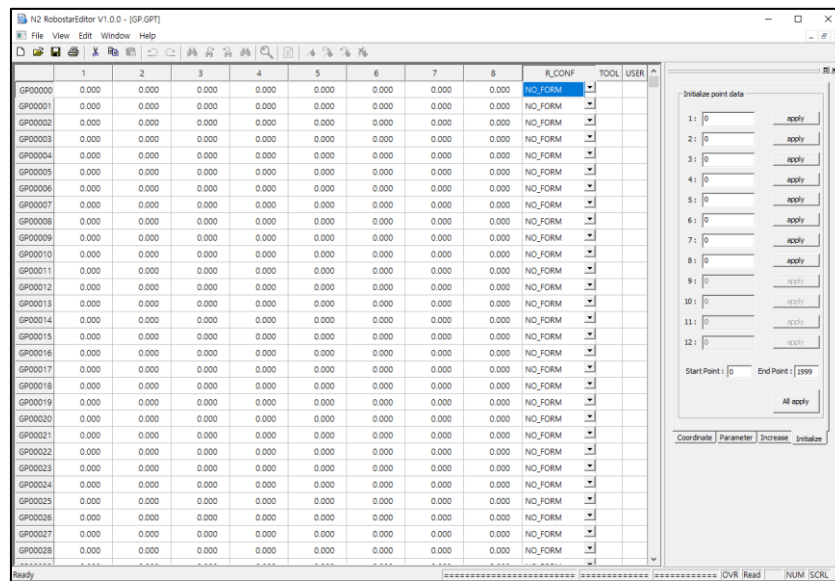 N2 RobostarEditor V1.0.0 - [GP.GPT]
File View Edit Window Help
1 2 3 4 5 6 7 8 R_CONF TOOL USER
GP00000 0.000 0.000 0.000 0.000 0.000 0.000 0.000 0.000 NO_FORM
GP00001 0.000 0.000 0.000 0.000 0.000 0.000 0.000 0.000 NO_FORM
GP00002 0.000 0.000 0.000 0.000 0.000 0.000 0.000 0.000 NO_FORM
GP00003 0.000 0.000 0.000 0.000 0.000 0.000 0.000 0.000 NO_FORM
GP00004 0.000 0.000 0.000 0.000 0.000 0.000 0.000 0.000 NO_FORM
GP00005 0.000 0.000 0.000 0.000 0.000 0.000 0.000 0.000 NO_FORM
GP00006 0.000 0.000 0.000 0.000 0.000 0.000 0.000 0.000 NO_FORM
GP00007 0.000 0.000 0.000 0.000 0.000 0.000 0.000 0.000 NO_FORM
GP00008 0.000 0.000 0.000 0.000 0.000 0.000 0.000 0.000 NO_FORM
GP00009 0.000 0.000 0.000 0.000 0.000 0.000 0.000 0.000 NO_FORM
GP00010 0.000 0.000 0.000 0.000 0.000 0.000 0.000 0.000 NO_FORM
GP00011 0.000 0.000 0.000 0.000 0.000 0.000 0.000 0.000 NO_FORM
GP00012 0.000 0.000 0.000 0.000 0.000 0.000 0.000 0.000 NO_FORM
GP00013 0.000 0.000 0.000 0.000 0.000 0.000 0.000 0.000 NO_FORM
GP00014 0.000 0.000 0.000 0.000 0.000 0.000 0.000 0.000 NO_FORM
GP00015 0.000 0.000 0.000 0.000 0.000 0.000 0.000 0.000 NO_FORM
GP00016 0.000 0.000 0.000 0.000 0.000 0.000 0.000 0.000 NO_FORM
GP00017 0.000 0.000 0.000 0.000 0.000 0.000 0.000 0.000 NO_FORM
GP00018 0.000 0.000 0.000 0.000 0.000 0.000 0.000 0.000 NO_FORM
GP00019 0.000 0.000 0.000 0.000 0.000 0.000 0.000 0.000 NO_FORM
GP00020 0.000 0.000 0.000 0.000 0.000 0.000 0.000 0.000 NO_FORM
GP00021 0.000 0.000 0.000 0.000 0.000 0.000 0.000 0.000 NO_FORM
GP00022 0.000 0.000 0.000 0.000 0.000 0.000 0.000 0.000 NO_FORM
GP00023 0.000 0.000 0.000 0.000 0.000 0.000 0.000 0.000 NO_FORM
GP00024 0.000 0.000 0.000 0.000 0.000 0.000 0.000 0.000 NO_FORM
GP00025 0.000 0.000 0.000 0.000 0.000 0.000 0.000 0.000 NO_FORM
GP00026 0.000 0.000 0.000 0.000 0.000 0.000 0.000 0.000 NO_FORM
GP00027 0.000 0.000 0.000 0.000 0.000 0.000 0.000 0.000 NO_FORM
GP00028 0.000 0.000 0.000 0.000 0.000 0.000 0.000 0.000 NO_FORM
Initialize point data
1 : 0 apply
2 : 0 apply
3 : 0 apply
4 : 0 apply
5 : 0 apply
6 : 0 apply
7 : 0 apply
8 : 0 apply
9 : 0 apply
10 : 0 apply
11 : 0 apply
12 : 0 apply
Start Point : 0 End Point : 1999
All apply
Coordinate Parameter Increase Initialize
Ready ======================== ============ ============ OVR Read NUM SCRL